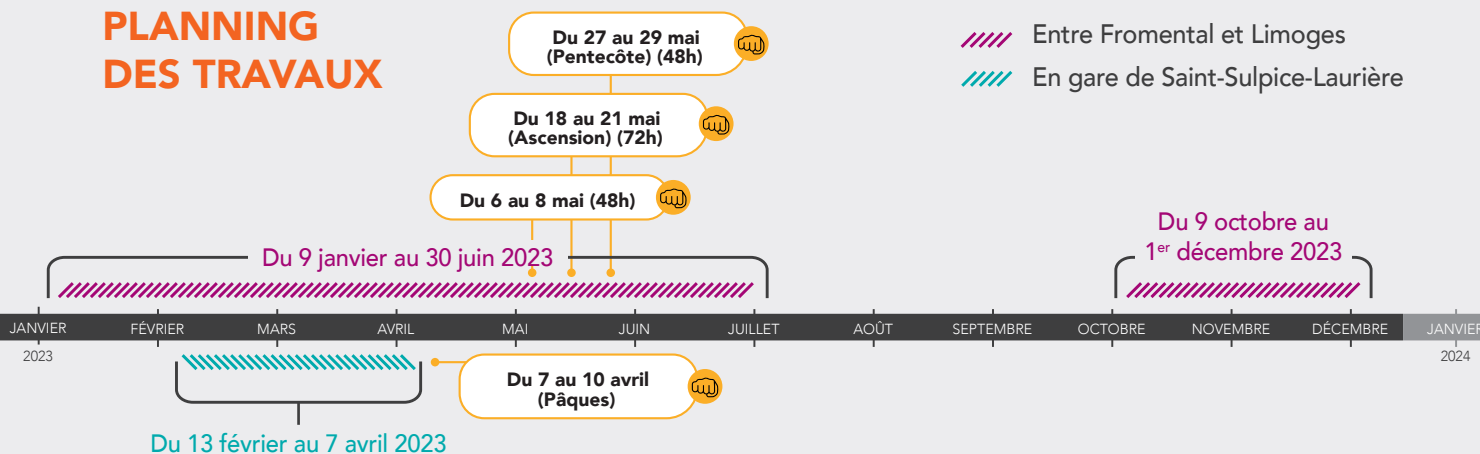 PLANNING
DES TRAVAUX
Du 27 au 29 mai
(Pentecôte) (48h)
Du 18 au 21 mai
(Ascension) (72h)
Du 6 au 8 mai (48h)
Entre Fromental et Limoges
En gare de Saint-Sulpice-Laurière
Du 9 janvier au 30 juin 2023
Du 9 octobre au
1er décembre 2023
JANVIER FÉVRIER MARS AVRIL MAI JUIN JUILLET AOÛT SEPTEMBRE OCTOBRE NOVEMBRE DÉCEMBRE JANVIER
2023 2024
Du 7 au 10 avril
(Pâques)
Du 13 février au 7 avril 2023